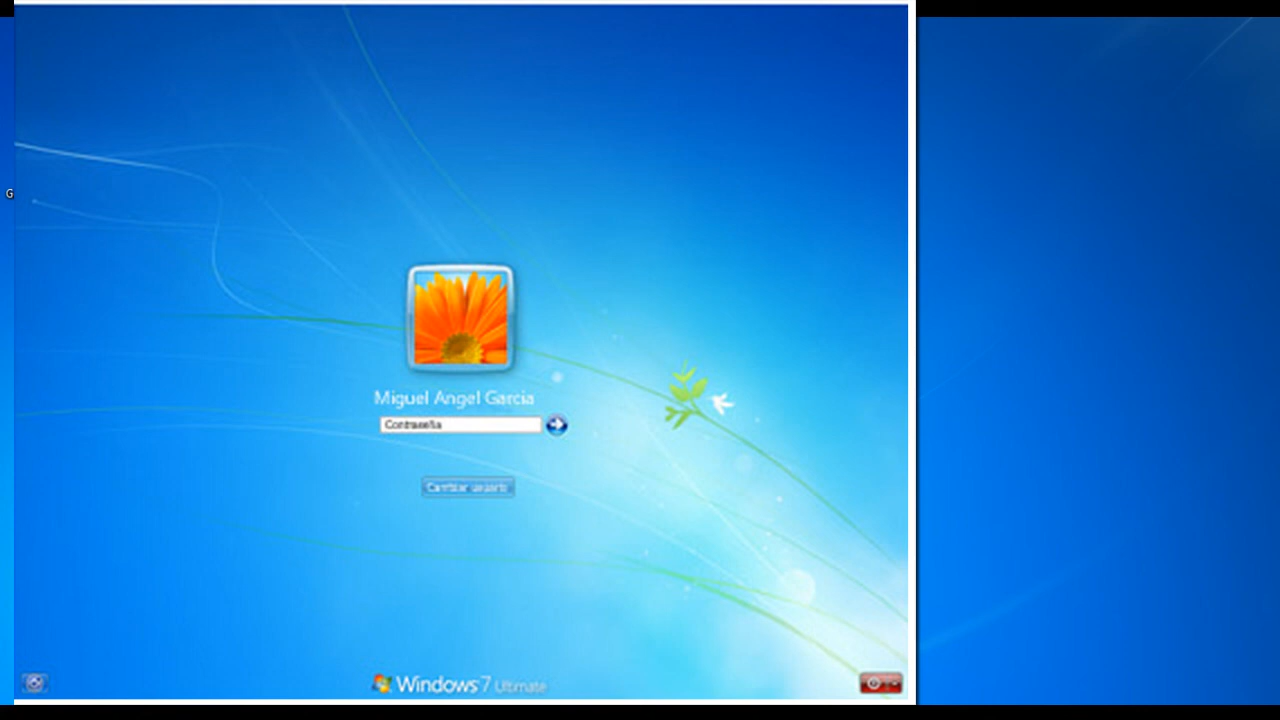 G
Miguel Angel Garcia
Contraseña
Cambiar usuario
Windows 7 Ultimate